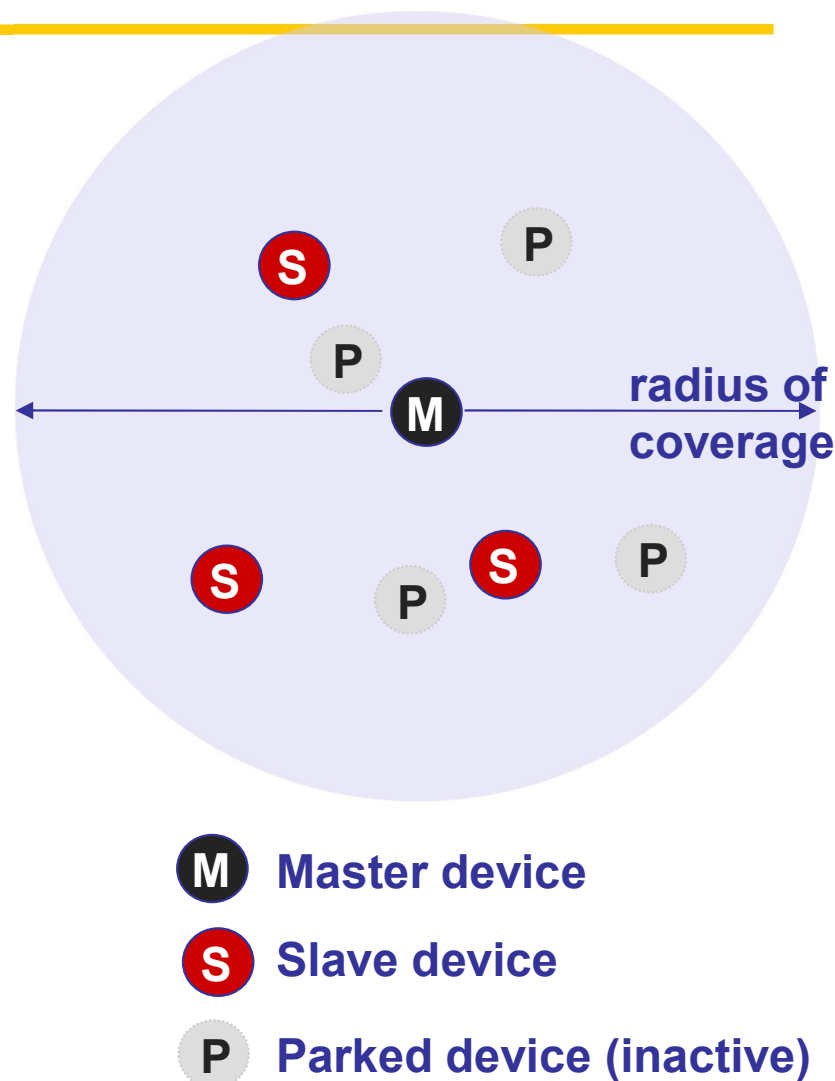 S
P
P
M
radius of
coverage
S
P
S
P
M Master device
S Slave device
P Parked device (inactive)